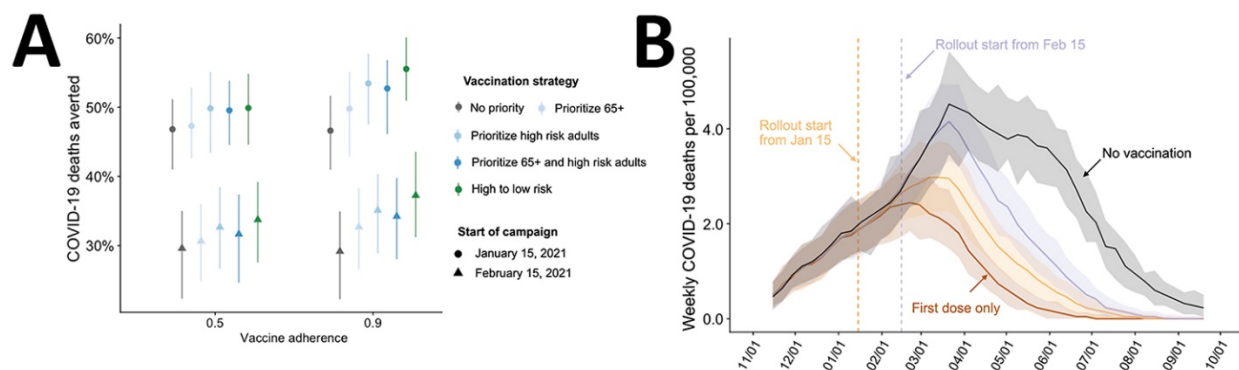 A
COVID-19 deaths averted
60%
50%
40%
30%
0.5
0.9
Vaccine adherence
Vaccination strategy
No priority
Prioritize 65+
Prioritize high risk adults
Prioritize 65+ and high risk adults
High to low risk
Start of campaign
January 15, 2021
February 15, 2021
B
Weekly COVID-19 deaths per 100,000
4.0
2.0
0.0
Rollout start from Feb 15
Rollout start
from Jan 15
No vaccination
First dose only
11/01
12/01
01/01
02/01
03/01
04/01
05/01
06/01
07/01
08/01
09/01
10/01